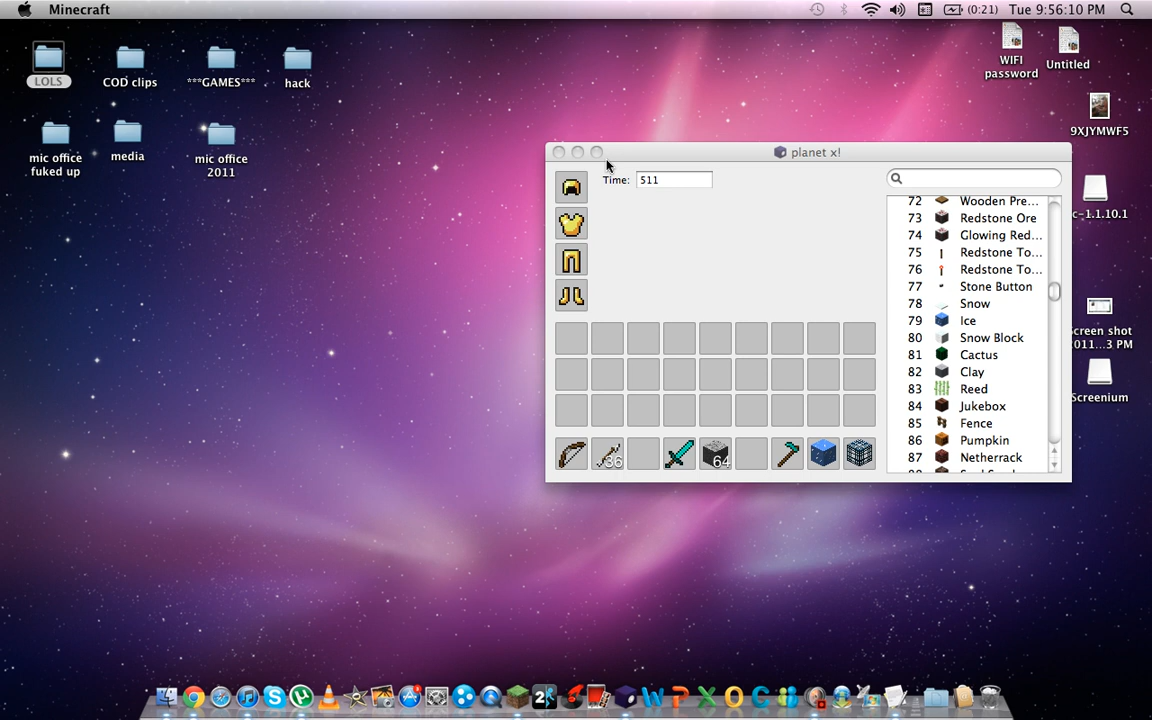 Minecraft
(0:21) Tue 9:56:10 PM
LOLS
COD clips
***GAMES***
hack
WIFI
password
Untitled
mic office
fuked up
media
mic office
2011
9XJYMWF5
planet x!
Time: 511
c-1.1.10.1
72 Wooden Pre...
73 Redstone Ore
74 Glowing Red...
75 Redstone To...
76 Redstone To...
77 Stone Button
78 Snow
79 Ice
80 Snow Block
81 Cactus
82 Clay
83 Reed
84 Jukebox
85 Fence
86 Pumpkin
87 Netherrack
Screen shot
2011...3 PM
Screenium
36
64